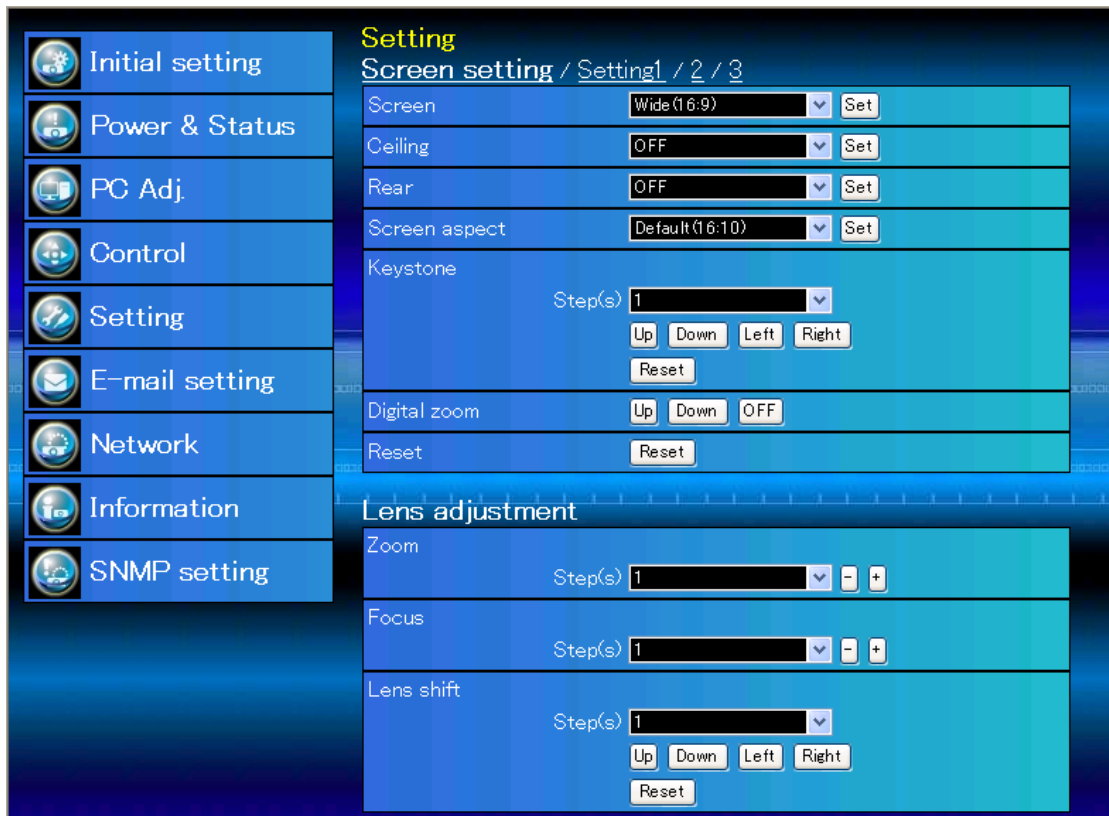 Initial setting
Power & Status
PC Adj.
Control
Setting
E-mail setting
Network
Information
SNMP setting
Setting
Screen setting / Setting1 / 2 / 3
Screen Wide(16:9) Set
Ceiling OFF Set
Rear OFF Set
Screen aspect Default(16:10) Set
Keystone
Step(s) 1
Up Down Left Right
Reset
Digital zoom Up Down OFF
Reset Reset
Lens adjustment
Zoom
Step(s) 1 - +
Focus
Step(s) 1 - +
Lens shift
Step(s) 1
Up Down Left Right
Reset